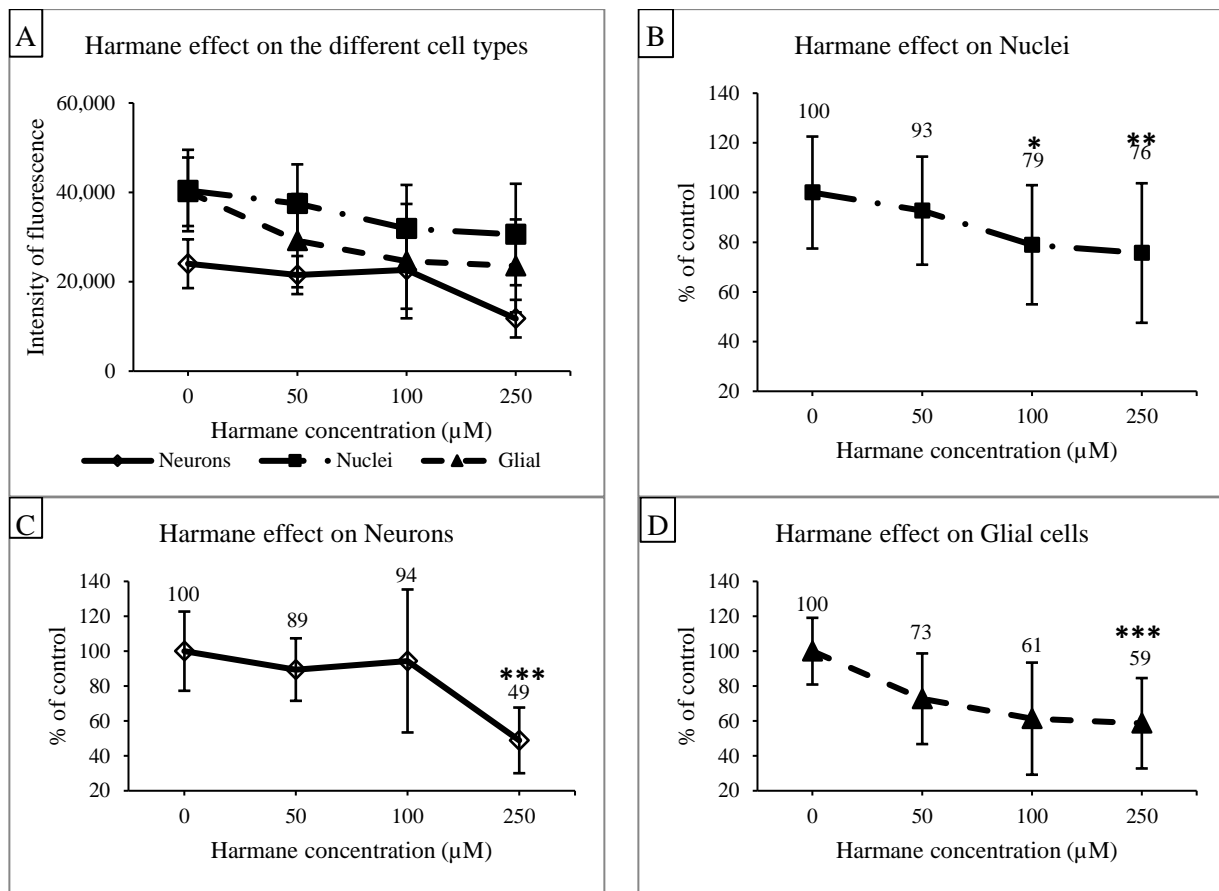 A
Harmane effect on the different cell types
60,000
40,000
20,000
0
Intensity of fluorescence
0 50 100 250
Harmane concentration (µM)
Neurons Nuclei Glial
B
Harmane effect on Nuclei
140
120
100
80
60
40
20
% of control
100
93
*
79
**
76
0 50 100 250
Harmane concentration (µM)
C
Harmane effect on Neurons
140
120
100
80
60
40
20
% of control
100
89
94
***
49
0 50 100 250
Harmane concentration (µM)
D
Harmane effect on Glial cells
140
120
100
80
60
40
20
% of control
100
73
61
***
59
0 50 100 250
Harmane concentration (µM)